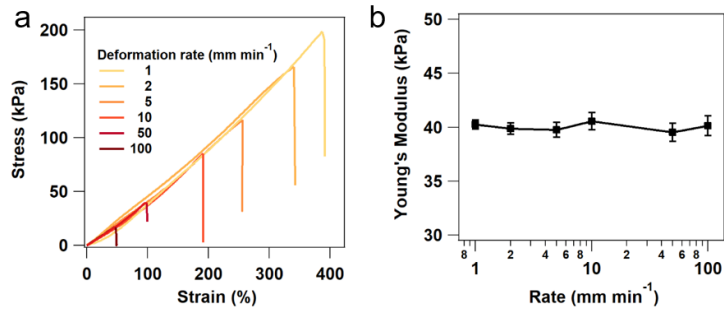 a
Deformation rate (mm min⁻¹)
1
2
5
10
50
100
200
150
100
50
0
Stress (kPa)
0 100 200 300 400
Strain (%)
b
50
45
40
35
30
Young's Modulus (kPa)
8 1 2 4 6 8 10 2 4 6 8 100
Rate (mm min⁻¹)